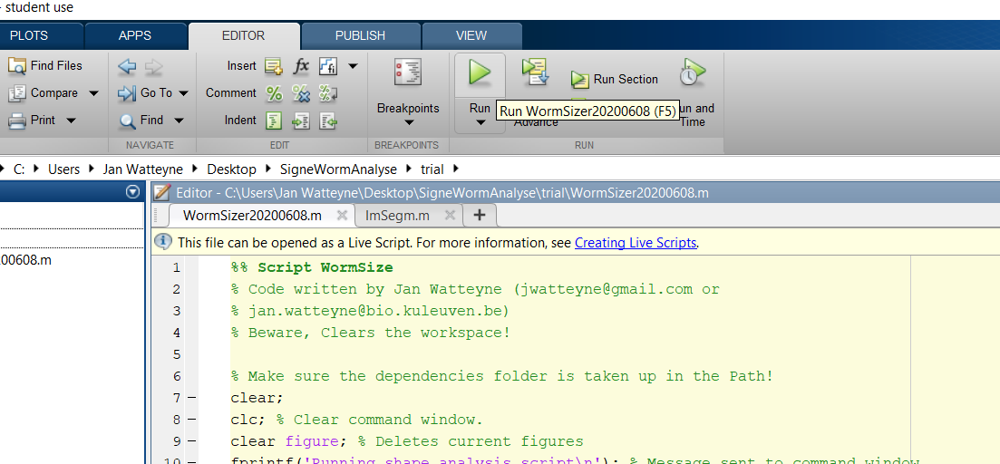 - student use
PLOTS APPS EDITOR PUBLISH VIEW
Find Files
Compare
Print
Go To
Find
NAVIGATE
Insert fx fi
Comment
Indent
EDIT
Breakpoints
BREAKPOINTS
Run
Run WormSizer20200608 (F5)
Advance
Run Section
un and
Time
RUN
C: Users Jan Watteyne Desktop SigneWormAnalyse trial
Editor - C:\Users\Jan Watteyne\Desktop\SigneWormAnalyse\trial\WormSizer20200608.m
WormSizer20200608.m ImSegm.m
00608.m
This file can be opened as a Live Script. For more information, see Creating Live Scripts.
1 %% Script WormSize
2 % Code written by Jan Watteyne (jwatteyne@gmail.com or
3 % jan.watteyne@bio.kuleuven.be)
4 % Beware, Clears the workspace!
5
6 % Make sure the dependencies folder is taken up in the Path!
7 – clear;
8 – clc; % Clear command window.
9 – clear figure; % Deletes current figures
10 – fprintf('Running shape analysis script\n'); % Message sent to command window